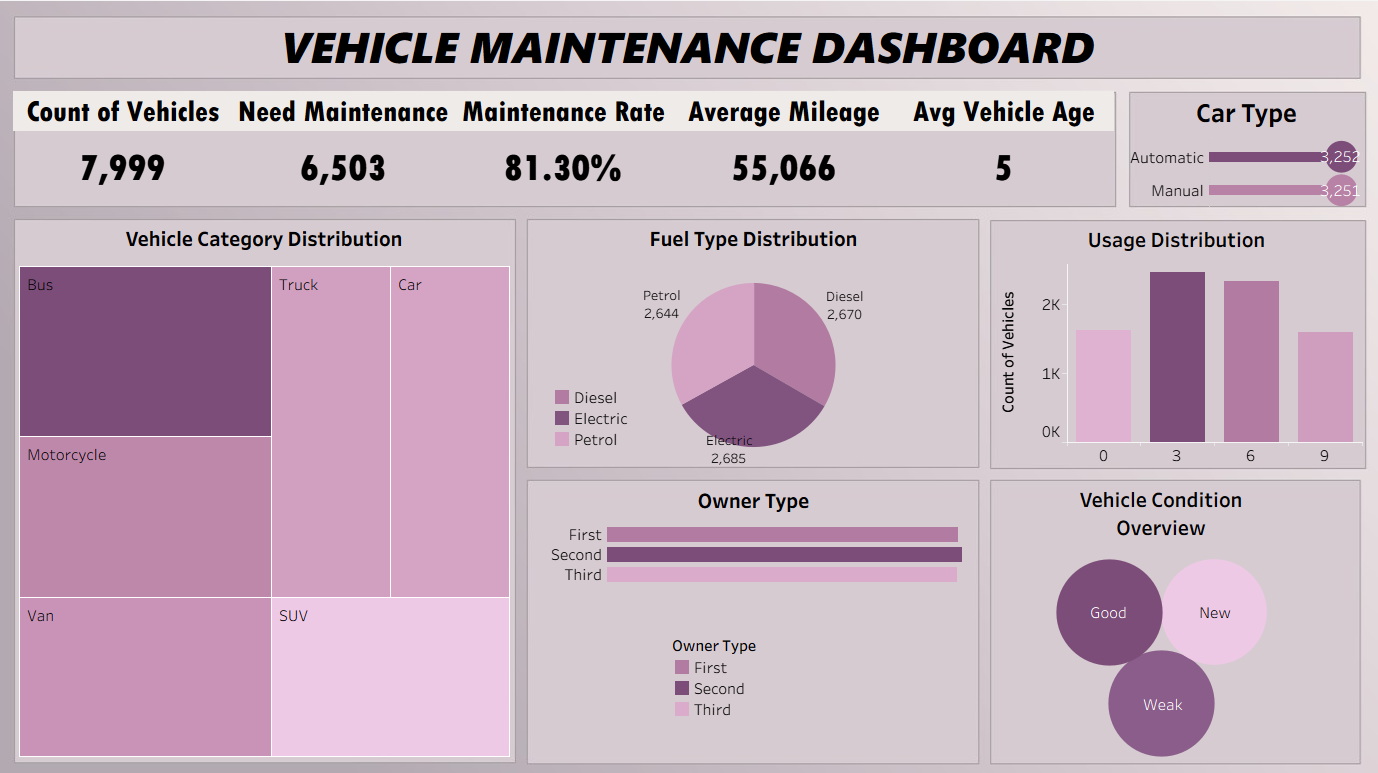 VEHICLE MAINTENANCE DASHBOARD
Count of Vehicles Need Maintenance Maintenance Rate Average Mileage Avg Vehicle Age
7,999 6,503 81.30% 55,066 5
Car Type
Automatic 3,252
Manual 3,251
Vehicle Category Distribution
Bus
Truck
Car
Motorcycle
Van
SUV
Fuel Type Distribution
Petrol
2,644
Diesel
2,670
Electric
2,685
Diesel
Electric
Petrol
Usage Distribution
Count of Vehicles
2K
1K
0K
0 3 6 9
Owner Type
First
Second
Third
Owner Type
First
Second
Third
Vehicle Condition
Overview
Good
New
Weak